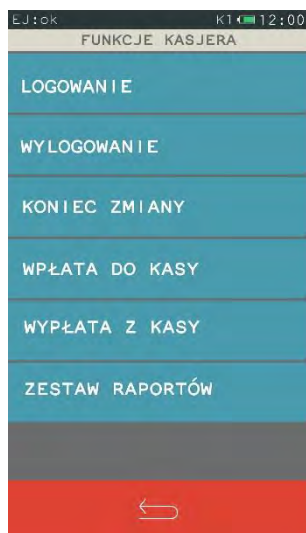 EJ:ok K1 12:00
FUNKCJE KASJERA
LOGOWANIE
WYLOGOWANIE
KONIEC ZMIANY
WPŁATA DO KASY
WYPŁATA Z KASY
ZESTAW RAPORTÓW